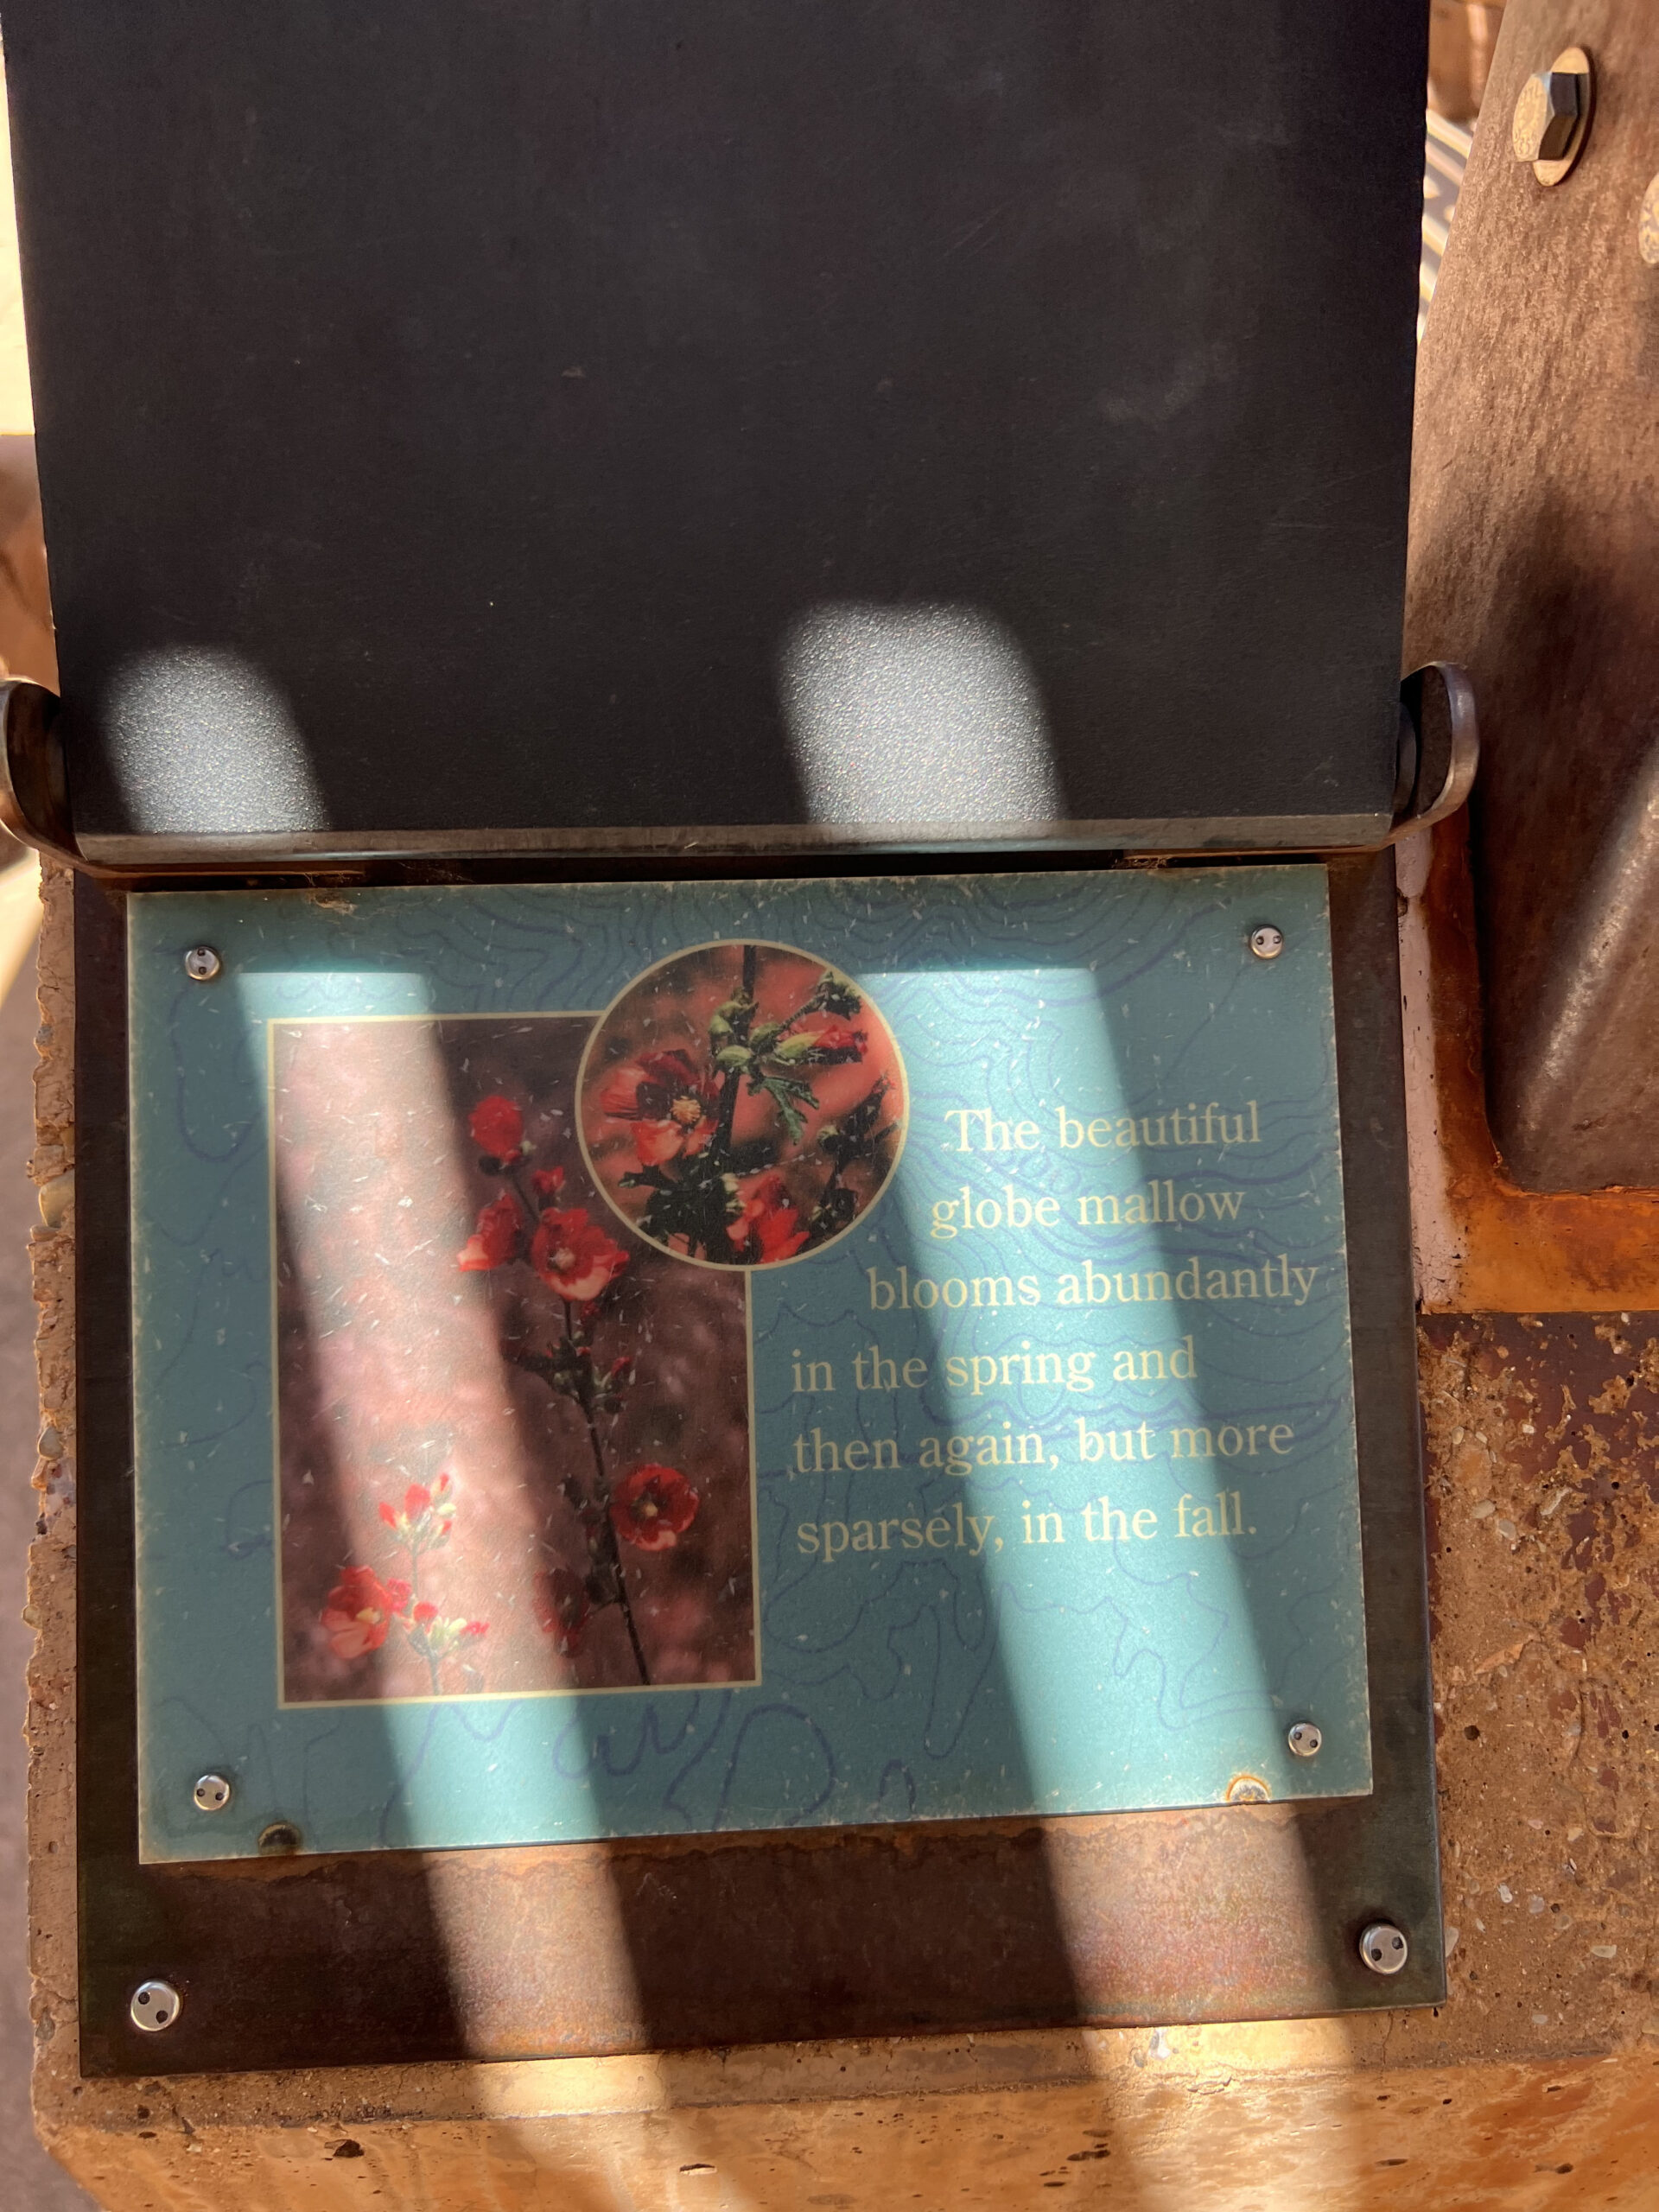 The beautiful
globe mallow
blooms abundantly
in the spring and
then again, but more
sparsely, in the fall.